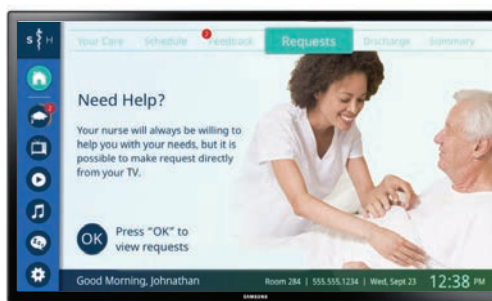 S H
Your Care Schedule Feedback Requests Discharge Summary
2
2
Need Help?
Your nurse will always be willing to
help you with your needs, but it is
possible to make request directly
from your TV.
OK
Press "OK" to
view requests
Good Morning, Johnathan Room 284 | 555.555.1234 | Wed, Sept 23 12:38 PM
SAMSUNG